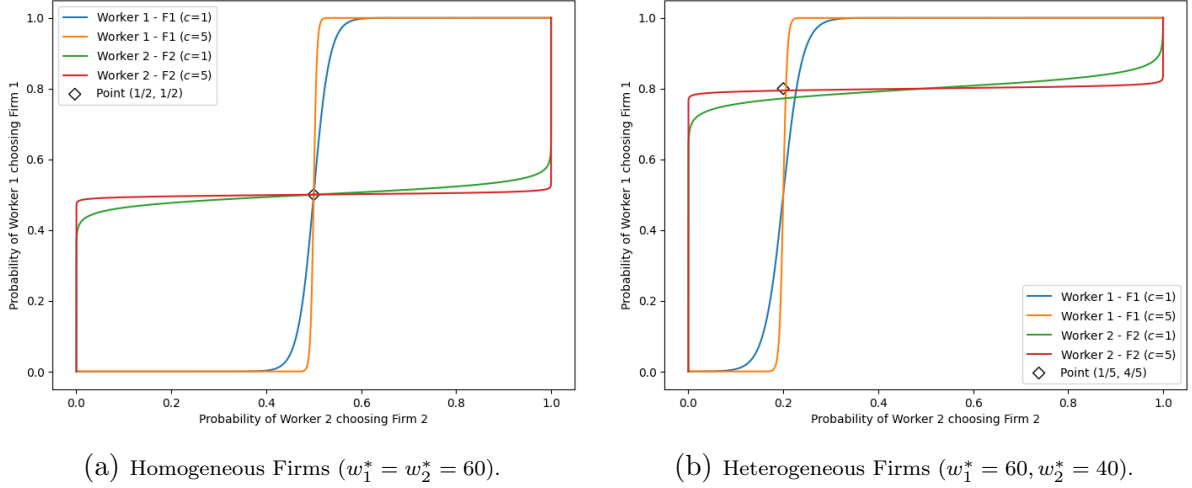 Worker 1 - F1 (c=1)
Worker 1 - F1 (c=5)
Worker 2 - F2 (c=1)
Worker 2 - F2 (c=5)
Point (1/2, 1/2)
Probability of Worker 1 choosing Firm 1
1.0
0.8
0.6
0.4
0.2
0.0
0.0 0.2 0.4 0.6 0.8 1.0
Probability of Worker 2 choosing Firm 2
(a) Homogeneous Firms (w₁* = w₂* = 60).
Probability of Worker 1 choosing Firm 1
1.0
0.8
0.6
0.4
0.2
0.0
Worker 1 - F1 (c=1)
Worker 1 - F1 (c=5)
Worker 2 - F2 (c=1)
Worker 2 - F2 (c=5)
Point (1/5, 4/5)
0.0 0.2 0.4 0.6 0.8 1.0
Probability of Worker 2 choosing Firm 2
(b) Heterogeneous Firms (w₁* = 60, w₂* = 40).